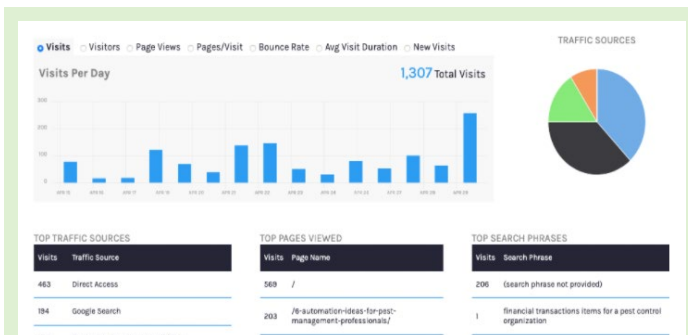 Visits Visitors Page Views Pages/Visit Bounce Rate Avg Visit Duration New Visits
TRAFFIC SOURCES
Visits Per Day
1,307 Total Visits
300
200
100
0
TOP TRAFFIC SOURCES
Visits Traffic Source
463 Direct Access
194 Google Search
TOP PAGES VIEWED
Visits Page Name
569 /
203 /6-automation-ideas-for-pest-
management-professionals/
TOP SEARCH PHRASES
Visits Search Phrase
206 (search phrase not provided)
1 financial transactions items for a pest control
organization